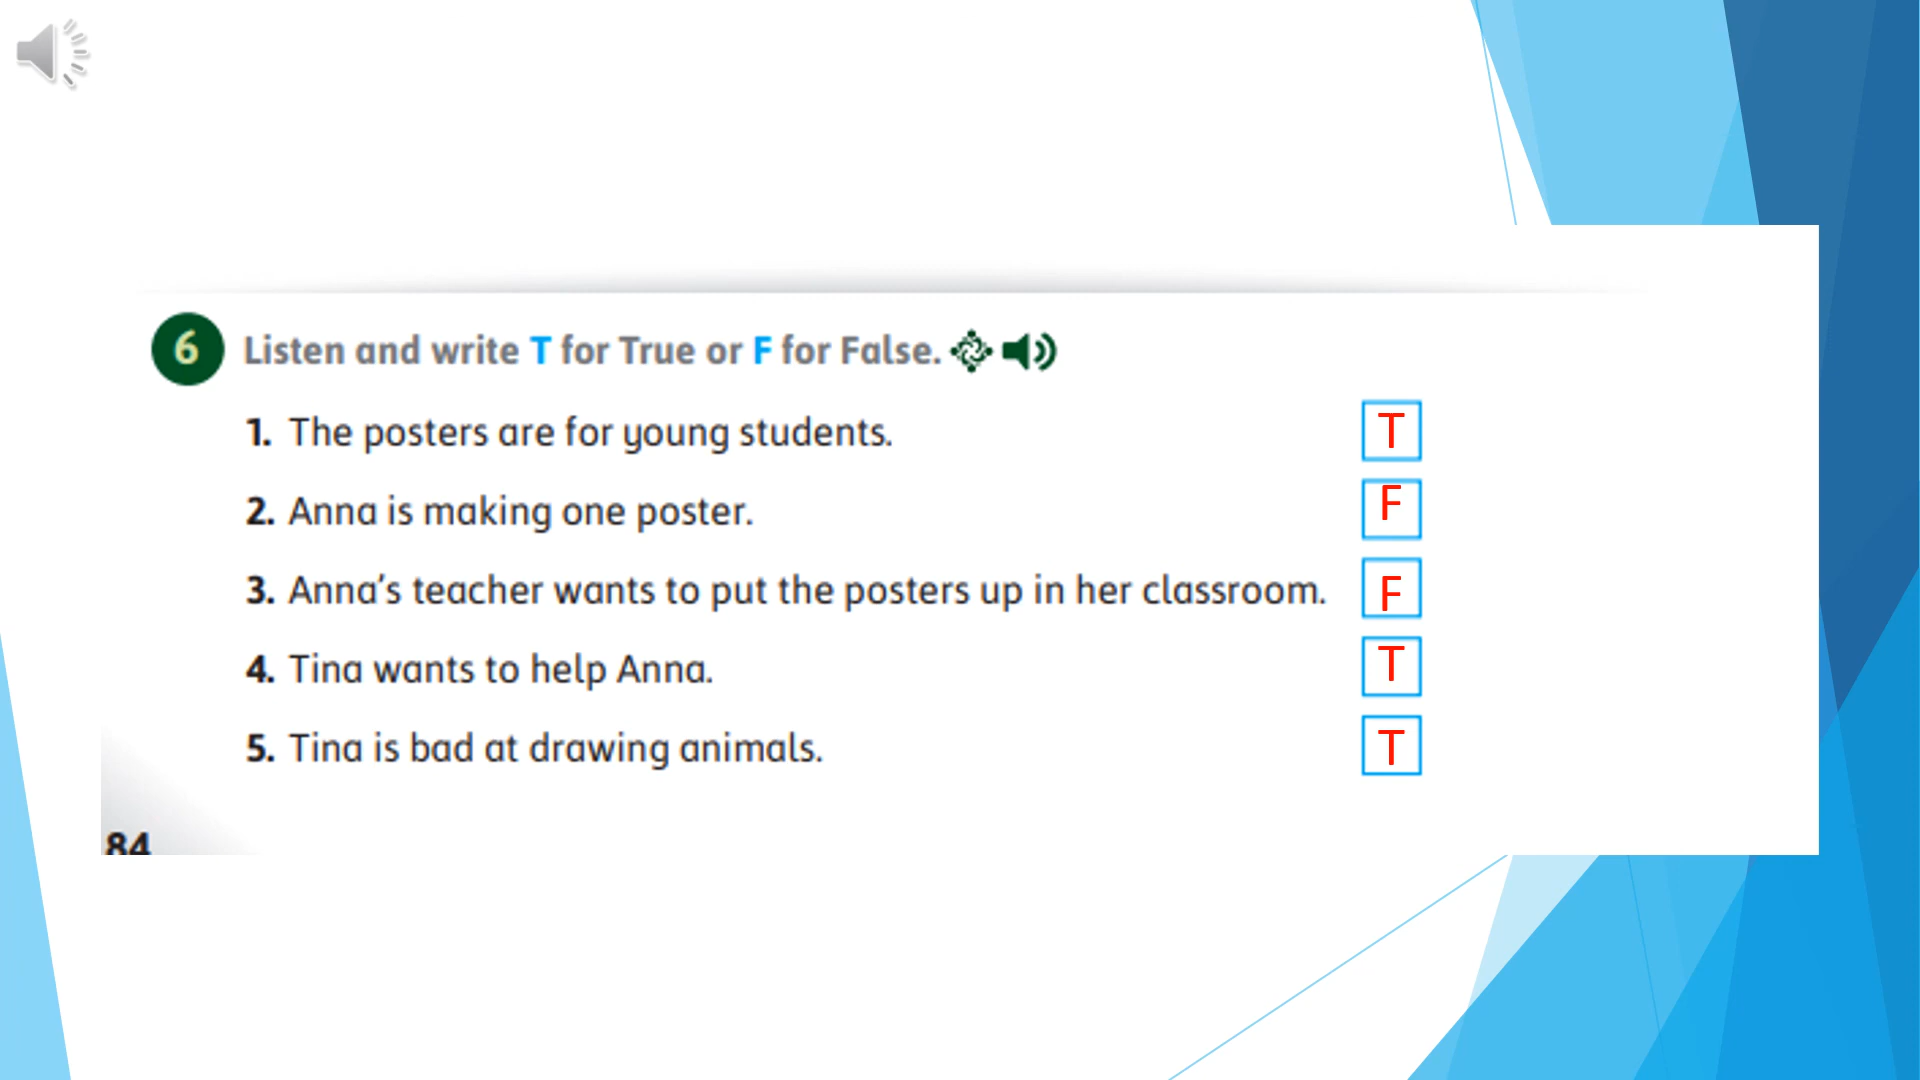 6 Listen and write T for True or F for False.
1. The posters are for young students. T
2. Anna is making one poster. F
3. Anna's teacher wants to put the posters up in her classroom. F
4. Tina wants to help Anna. T
5. Tina is bad at drawing animals. T
84